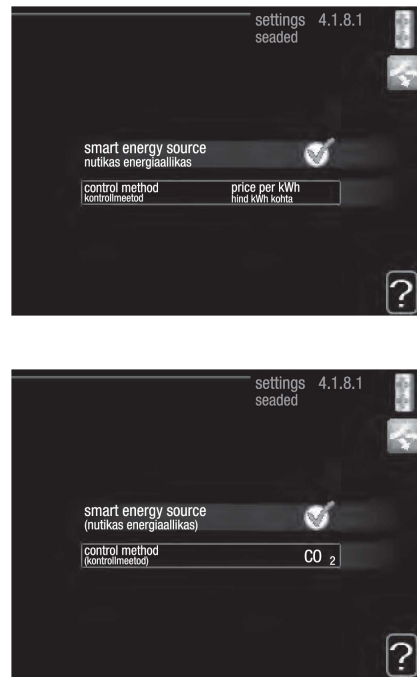 settings 4.1.8.1
seaded
smart energy source
nutikas energiaallikas
control method price per kWh
kontrollmeetod hind kWh kohta
?
settings 4.1.8.1
seaded
smart energy source
(nutikas energiaallikas)
control method CO 2
(kontrollmeetod)
?